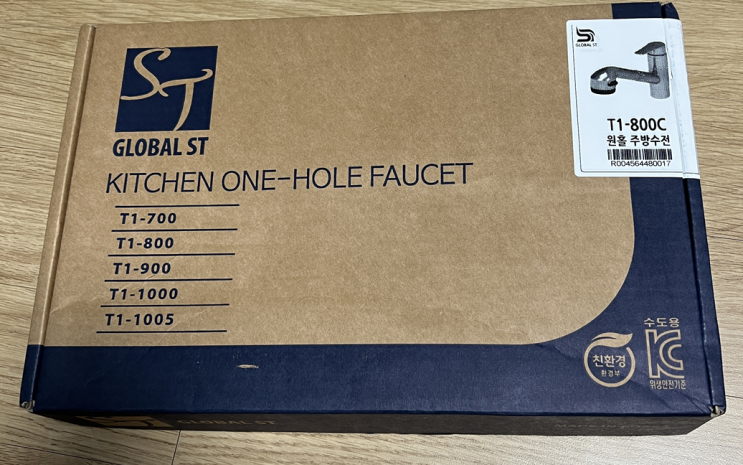 ST
GLOBAL ST
KITCHEN ONE-HOLE FAUCET
T1-700
T1-800
T1-900
T1-1000
T1-1005
GLOBAL ST
T1-800C
원홀 주방수전
R004564480017
친환경
환경부
수도용
KC
위생안전기준
GLOBAL ST